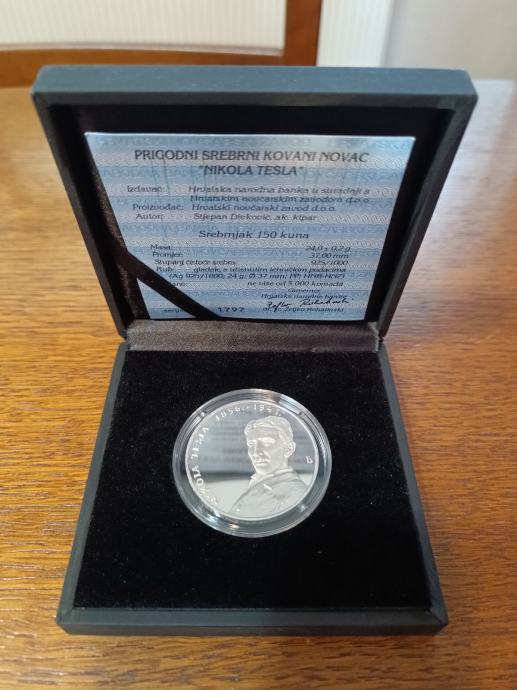 PRIGODNI SREBRNI KOVANI NOVAC
"NIKOLA TESLA"
Izdavač: Hrvatska narodna banka u suradnji s
Hrvatskim novčarskim zavodom d.o.o.
Proizvođač: Hrvatski novčarski zavod d.o.o.
Autor: Stjepan Divković, ak. kipar
Srebrnjak 150 kuna
Masa: 24,0 ± 0,2 g
Promjer: 37,00 mm
Stupanj čistoće srebra: 925/1000
Rub: gladak, s utisnutim tehničkim podacima
(Ag 925/1000; 24 g; Ø 37 mm; PP;
ne više od 5.000 komada
Guverner
Hrvatske narodne banke
dr. sc. Željko Rohatinski
1797
NIKOLA TESLA 1856.-1943.